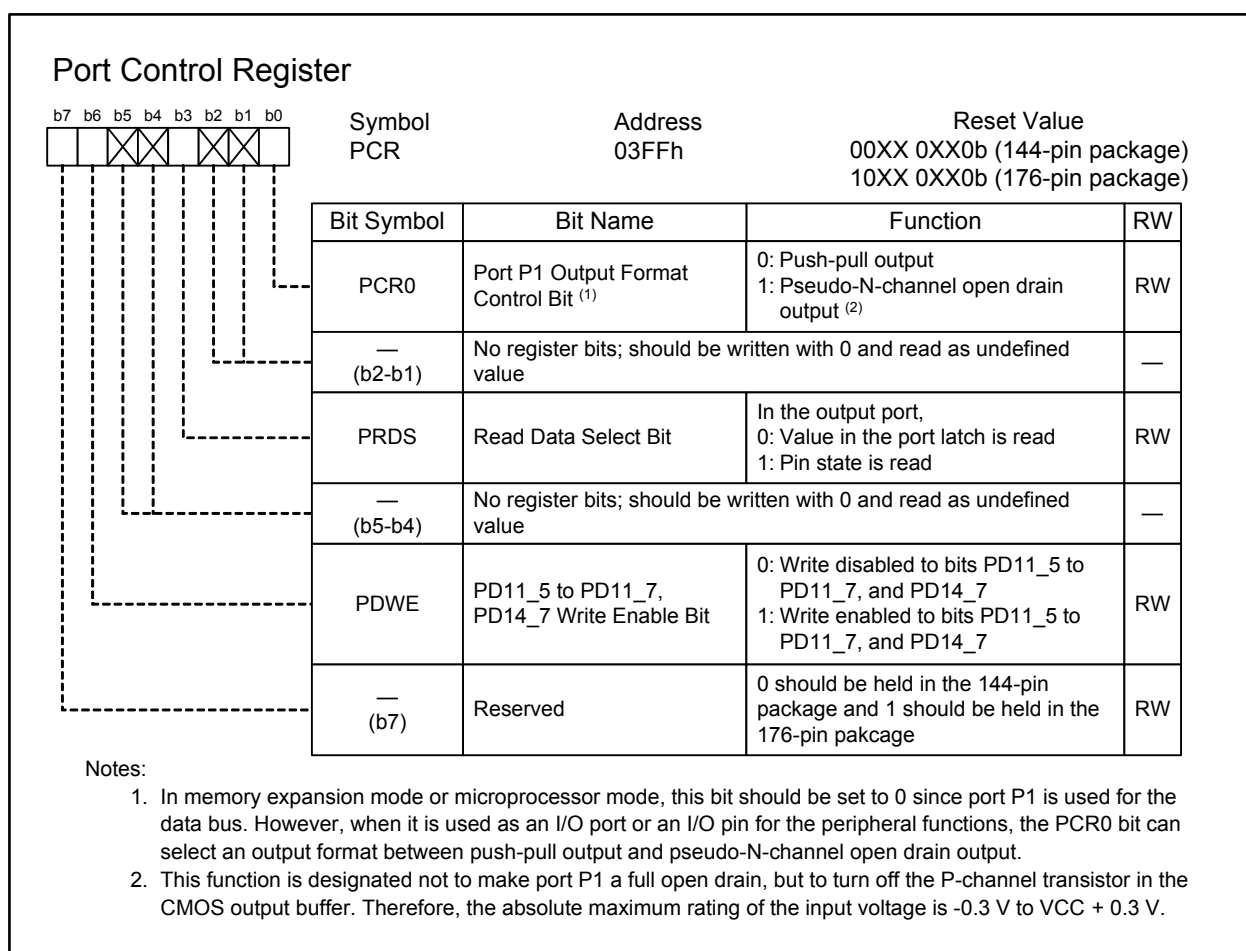 Port Control Register
b7 b6 b5 b4 b3 b2 b1 b0
Symbol Address Reset Value
PCR 03FFh 00XX 0XX0b (144-pin package)
10XX 0XX0b (176-pin package)
Bit Symbol Bit Name Function RW
PCR0
Port P1 Output Format
Control Bit (1)
0: Push-pull output
1: Pseudo-N-channel open drain
output (2)
RW
—
(b2-b1)
No register bits; should be written with 0 and read as undefined
value
—
PRDS
Read Data Select Bit
In the output port,
0: Value in the port latch is read
1: Pin state is read
RW
—
(b5-b4)
No register bits; should be written with 0 and read as undefined
value
—
PDWE
PD11_5 to PD11_7,
PD14_7 Write Enable Bit
0: Write disabled to bits PD11_5 to
PD11_7, and PD14_7
1: Write enabled to bits PD11_5 to
PD11_7, and PD14_7
RW
—
(b7)
Reserved
0 should be held in the 144-pin
package and 1 should be held in the
176-pin pakcage
RW
Notes:
1. In memory expansion mode or microprocessor mode, this bit should be set to 0 since port P1 is used for the
data bus. However, when it is used as an I/O port or an I/O pin for the peripheral functions, the PCR0 bit can
select an output format between push-pull output and pseudo-N-channel open drain output.
2. This function is designated not to make port P1 a full open drain, but to turn off the P-channel transistor in the
CMOS output buffer. Therefore, the absolute maximum rating of the input voltage is -0.3 V to VCC + 0.3 V.